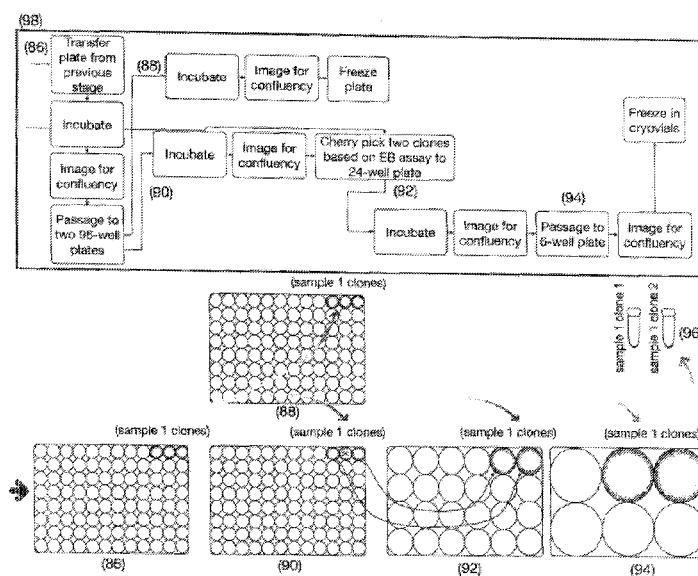 (98)
(86)
Transfer
plate from
previous
stage
Incubate
Image for
confluency
Passage to
two 96-well
plates
(88)
Incubate
Image for
confluency
Freeze
plate
(90)
Incubate
Image for
confluency
Cherry pick two clones
based on EB assay to
24-well plate
(92)
Incubate
Image for
confluency
(94)
Passage to
6-well plate
Image for
confluency
Freeze in
cryovials
(sample 1 clones)
(88)
sample 1 clone 1
sample 1 clone 2
(96
(sample 1 clones)
(86)
(sample 1 clones)
(90)
(sample 1 clones)
(92)
(sample 1 clones)
(94)